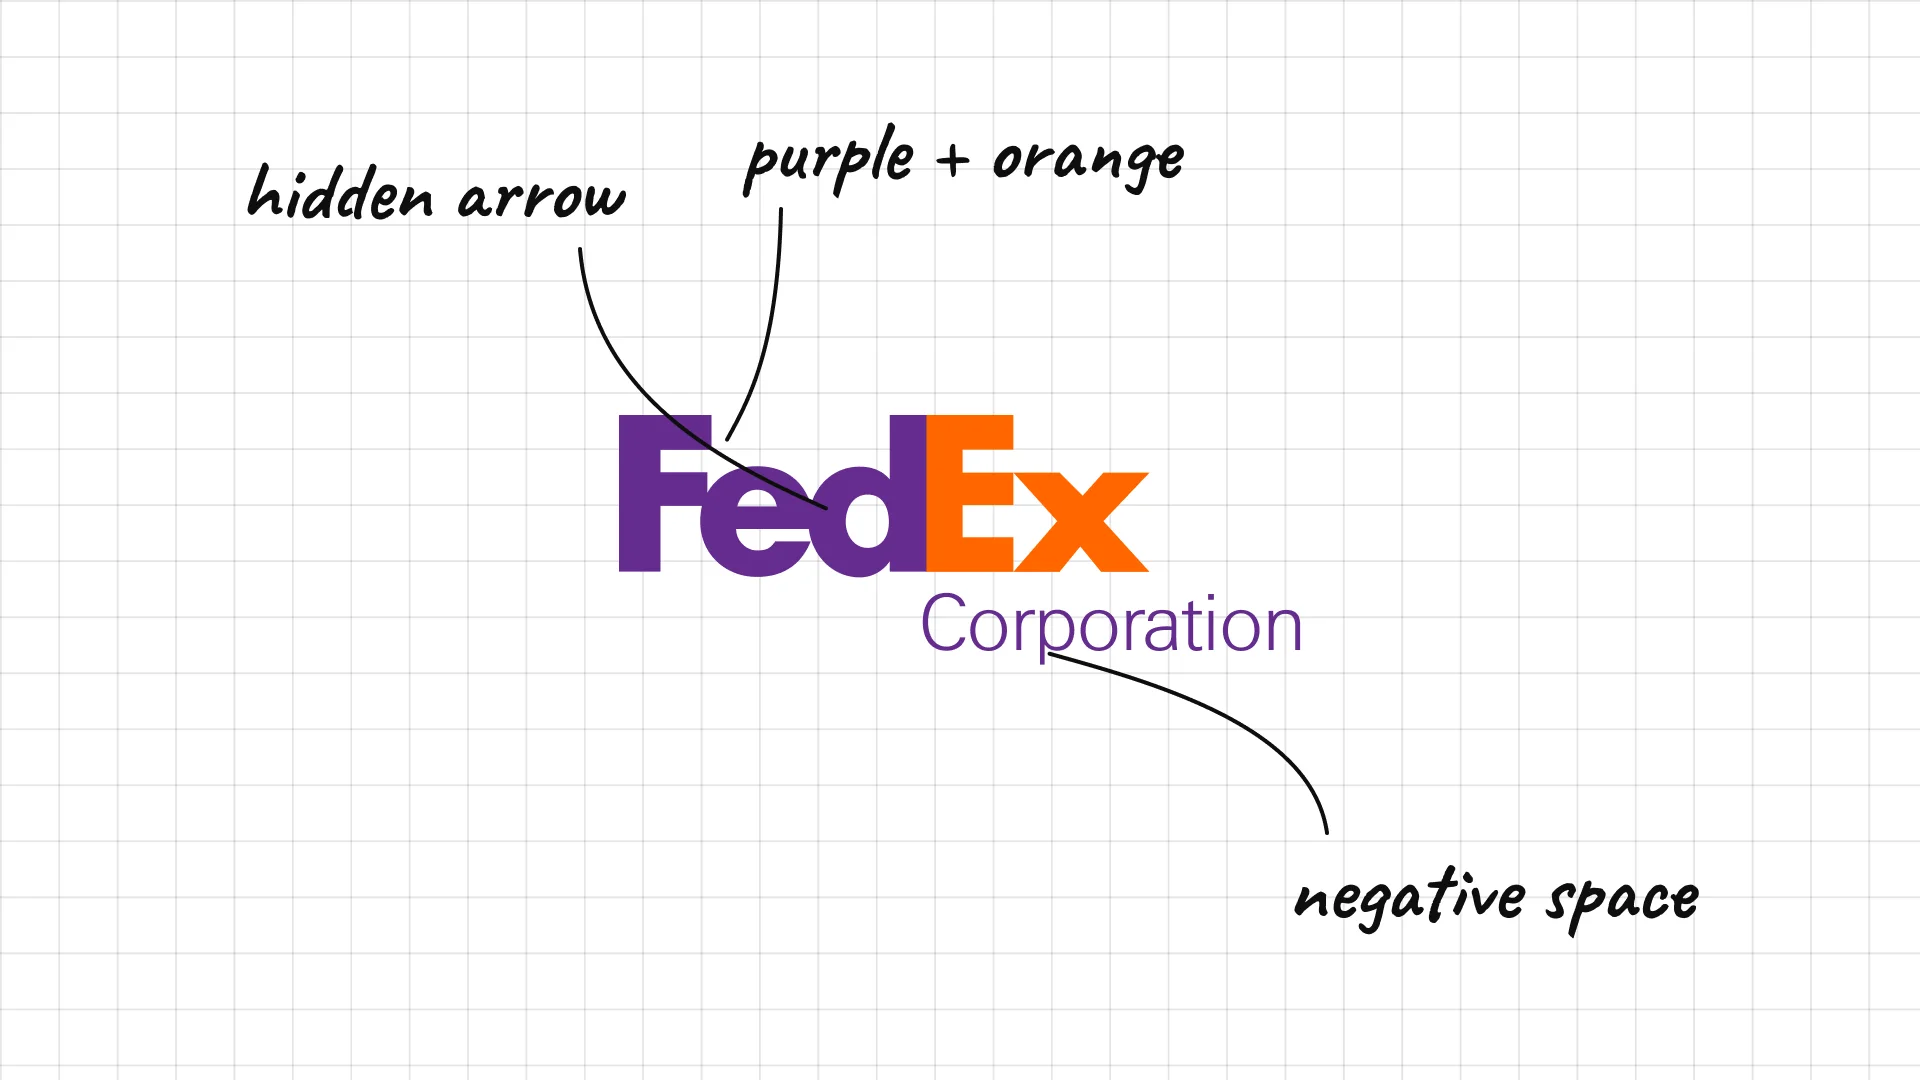 hidden arrow
purple + orange
FedEx
Corporation
negative space